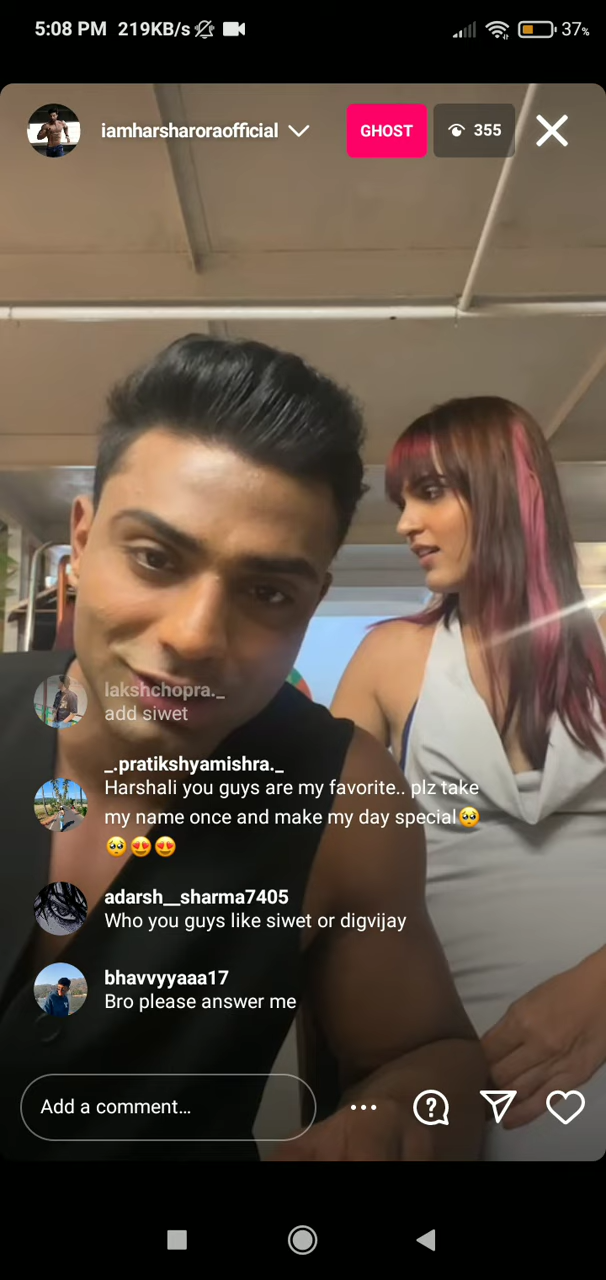 5:08 PM 219KB/s 37%
iamharsharoraofficial GHOST 355
lakshchopra._
add siwet
_.pratikshyamishra._
Harshali you guys are my favorite.. plz take
my name once and make my day special🥺
🥺😍😍
adarsh__sharma7405
Who you guys like siwet or digvijay
bhavvyyaaa17
Bro please answer me
Add a comment...